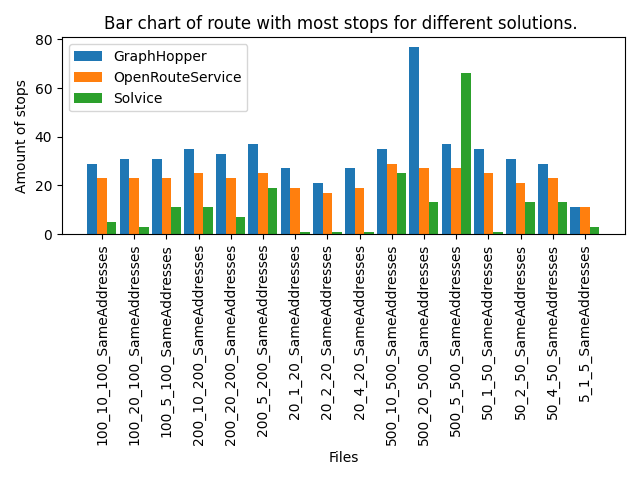 Bar chart of route with most stops for different solutions.
GraphHopper
OpenRouteService
Solvice
Amount of stops
80
60
40
20
0
100_10_100_SameAddresses
100_20_100_SameAddresses
100_5_100_SameAddresses
200_10_200_SameAddresses
200_20_200_SameAddresses
200_5_200_SameAddresses
20_1_20_SameAddresses
20_2_20_SameAddresses
20_4_20_SameAddresses
500_10_500_SameAddresses
500_20_500_SameAddresses
500_5_500_SameAddresses
50_1_50_SameAddresses
50_2_50_SameAddresses
50_4_50_SameAddresses
5_1_5_SameAddresses
Files